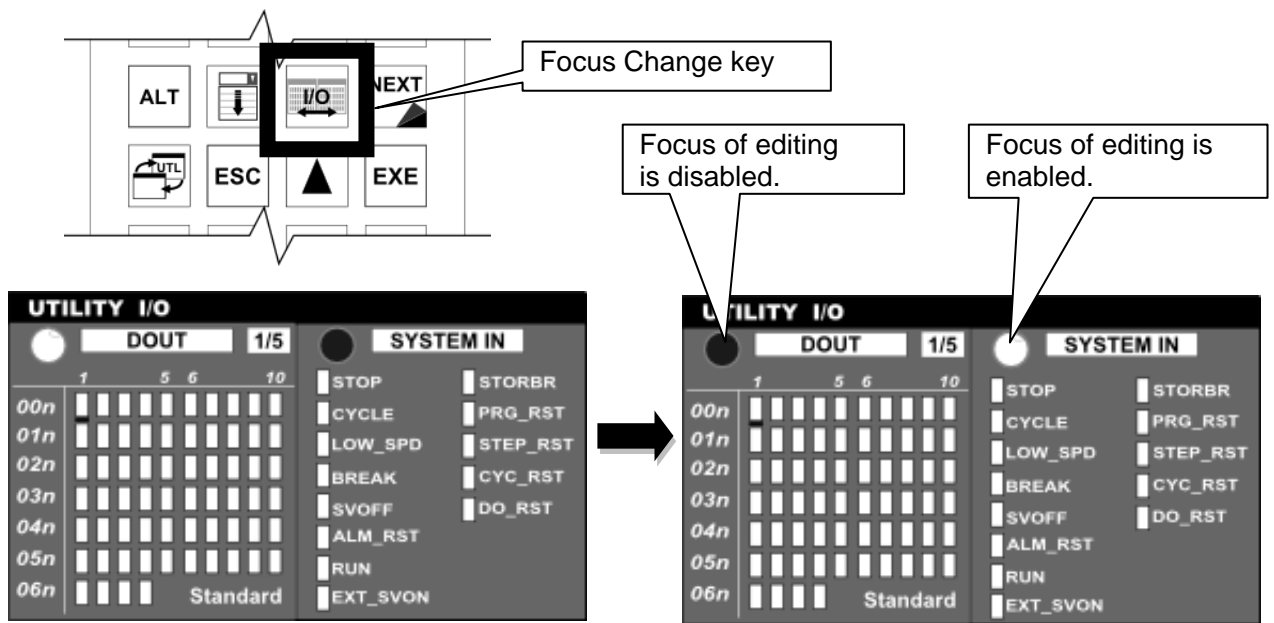 Focus Change key
ALT
I/O
NEXT
UTL
ESC
EXE
Focus of editing
is disabled.
Focus of editing is
enabled.
UTILITY I/O
DOUT 1/5 SYSTEM IN
1 5 6 10
00n
01n
02n
03n
04n
05n
06n
Standard
STOP STORBR
CYCLE PRG_RST
LOW_SPD STEP_RST
BREAK CYC_RST
SVOFF DO_RST
ALM_RST
RUN
EXT_SVON
UTILITY I/O
DOUT 1/5 SYSTEM IN
1 5 6 10
00n
01n
02n
03n
04n
05n
06n
Standard
STOP STORBR
CYCLE PRG_RST
LOW_SPD STEP_RST
BREAK CYC_RST
SVOFF DO_RST
ALM_RST
RUN
EXT_SVON